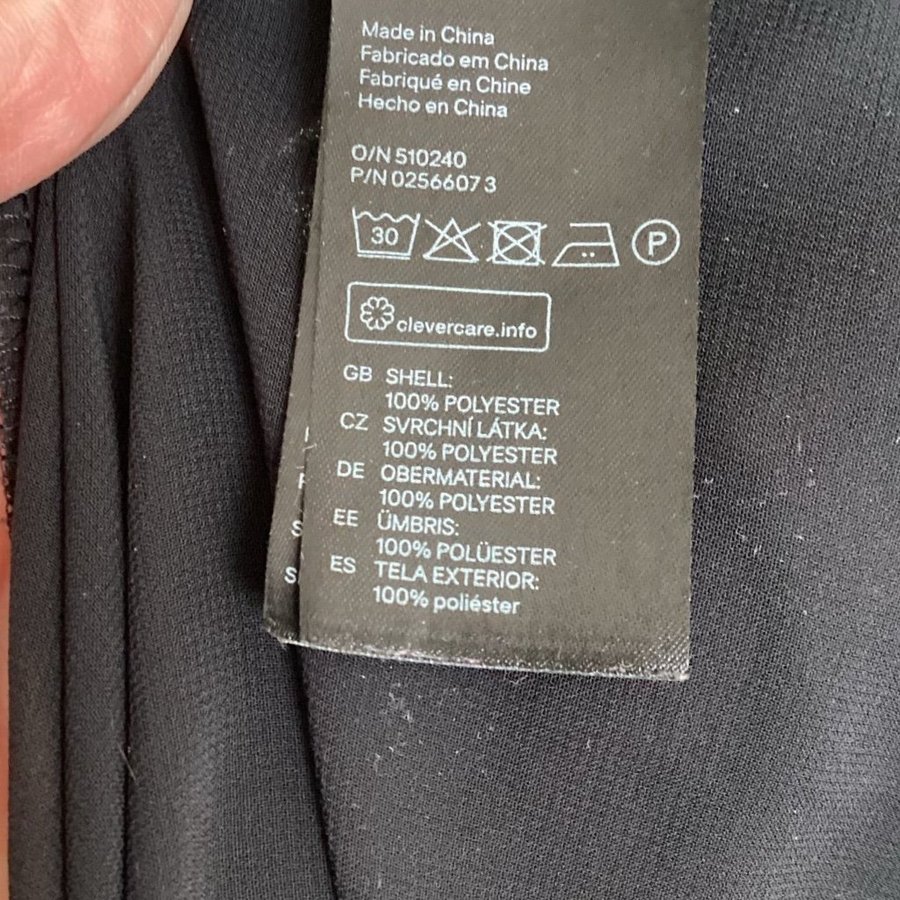 Made in China
Fabricado em China
Fabriqué en Chine
Hecho en China
O/N 510240
P/N 0256607 3
30
P
clevercare.info
GB SHELL:
100% POLYESTER
CZ SVRCHNÍ LÁTKA:
100% POLYESTER
DE OBERMATERIAL:
100% POLYESTER
EE ÜMBRIS:
100% POLÜESTER
ES TELA EXTERIOR:
100% poliéster